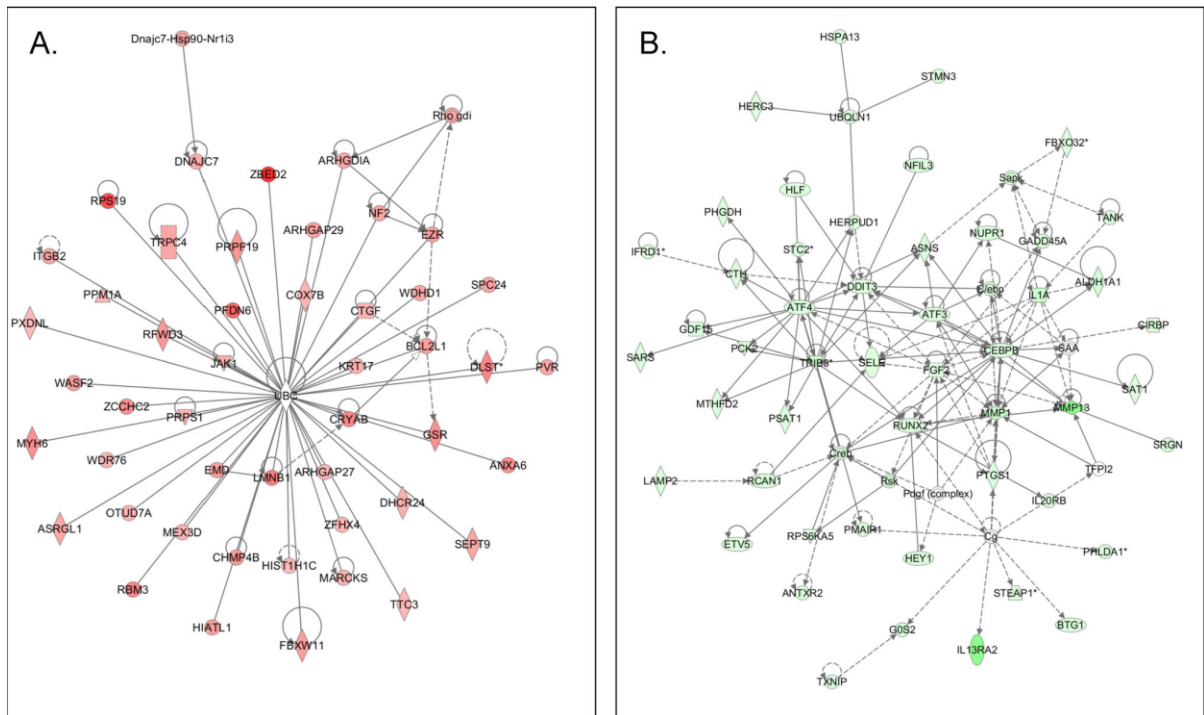 A.
Dnajc7-Hsp90-Nr1i3
Rho gdi
DNAJC7
ARHGDIA
ZBED2
RPS19
NF2
TRPC4
PRPF19
ARHGAP29
EZR
ITGB2
PPM1A
COX7B
WDHD1
SPC24
PXDNL
PFDN6
CTGF
RFWD3
BCL2L1
JAK1
KRT17
DLST*
PVR
WASF2
UBC
ZCCHC2
PRPS1
CRYAB
MYH6
GSR
WDR76
EMD
LMNB1
ARHGAP27
ANXA6
OTUD7A
DHCR24
ASRGL1
MEX3D
ZFHX4
SEPT9
CHMP4B
HIST1H1C
MARCKS
RBM3
TTC3
HIATL1
FBXW11
B.
HSPA13
STMN3
HERC3
UBQLN1
FBXO32*
NFIL3
HLF
Sapk
PHGDH
HERPUD1
TANK
IFRD1*
STC2*
ASNS
NUPR1
GADD45A
CTH
DDIT3
C/ebp
IL1A
ALDH1A1
ATF4
ATF3
GDF15
CIRBP
SARS
PCK2
TRIB3*
SELE
FGF2
CEBPB
SAA
SAT1
MTHFD2
PSAT1
RUNX2
MMP1
MMP13
SRGN
Creb
LAMP2
RCAN1
Rsk
PTGS1
TFPI2
Pdgf (complex)
IL20RB
ETV5
RPS6KA5
PMAIP1
Cg
HEY1
PHLDA1*
ANTXR2
STEAP1*
G0S2
BTG1
IL13RA2
TXNIP